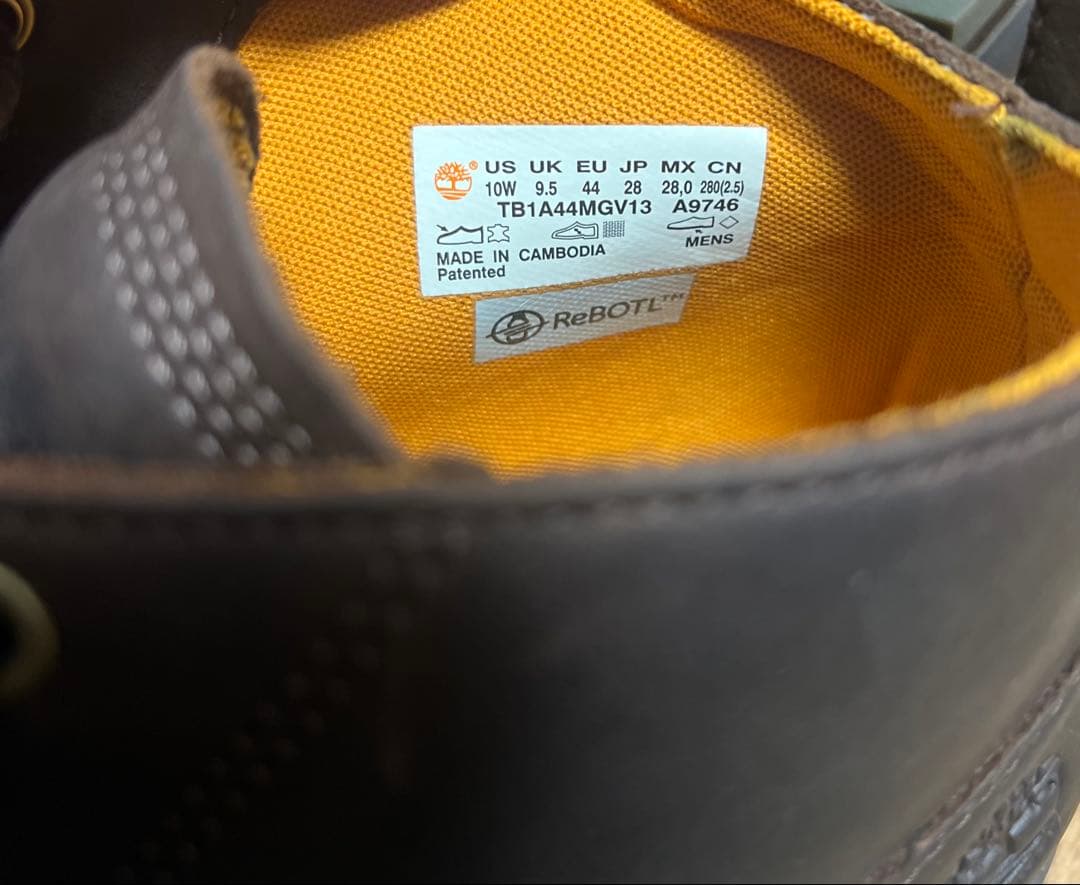 ® US UK EU JP MX CN
10W 9.5 44 28 28,0 280(2.5)
TB1A44MGV13 A9746
MENS
MADE IN CAMBODIA
Patented
ReBOTL™